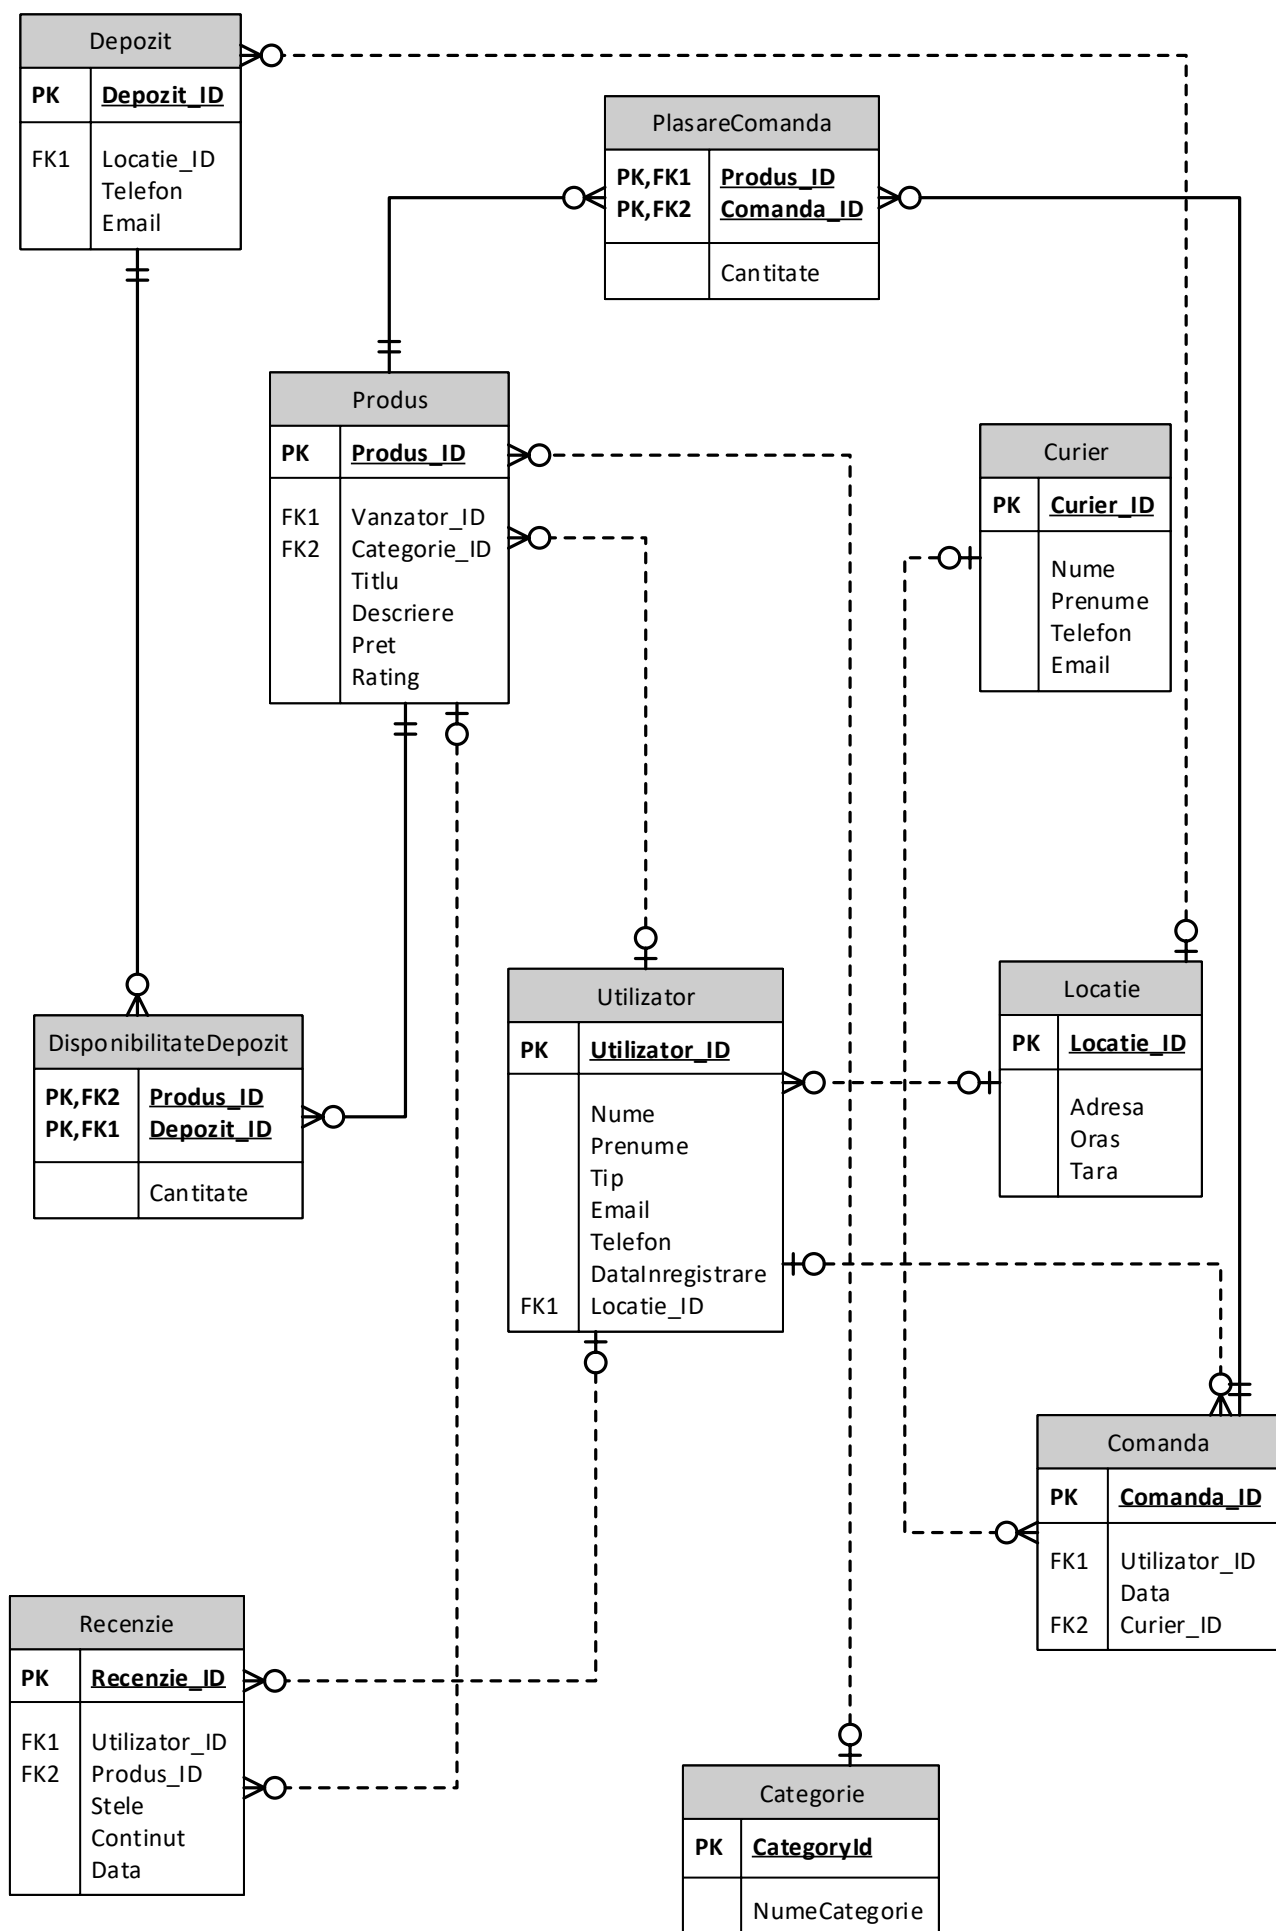 Depozit
PK Depozit_ID
FK1 Locatie_ID
Telefon
Email
PlasareComanda
PK,FK1 Produs_ID
PK,FK2 Comanda_ID
Cantitate
Produs
PK Produs_ID
FK1 Vanzator_ID
FK2 Categorie_ID
Titlu
Descriere
Pret
Rating
Curier
PK Curier_ID
Nume
Prenume
Telefon
Email
DisponibilitateDepozit
PK,FK2 Produs_ID
PK,FK1 Depozit_ID
Cantitate
Utilizator
PK Utilizator_ID
Nume
Prenume
Tip
Email
Telefon
DataInregistrare
FK1 Locatie_ID
Locatie
PK Locatie_ID
Adresa
Oras
Tara
Comanda
PK Comanda_ID
FK1 Utilizator_ID
Data
FK2 Curier_ID
Recenzie
PK Recenzie_ID
FK1 Utilizator_ID
FK2 Produs_ID
Stele
Continut
Data
Categorie
PK CategoryId
NumeCategorie